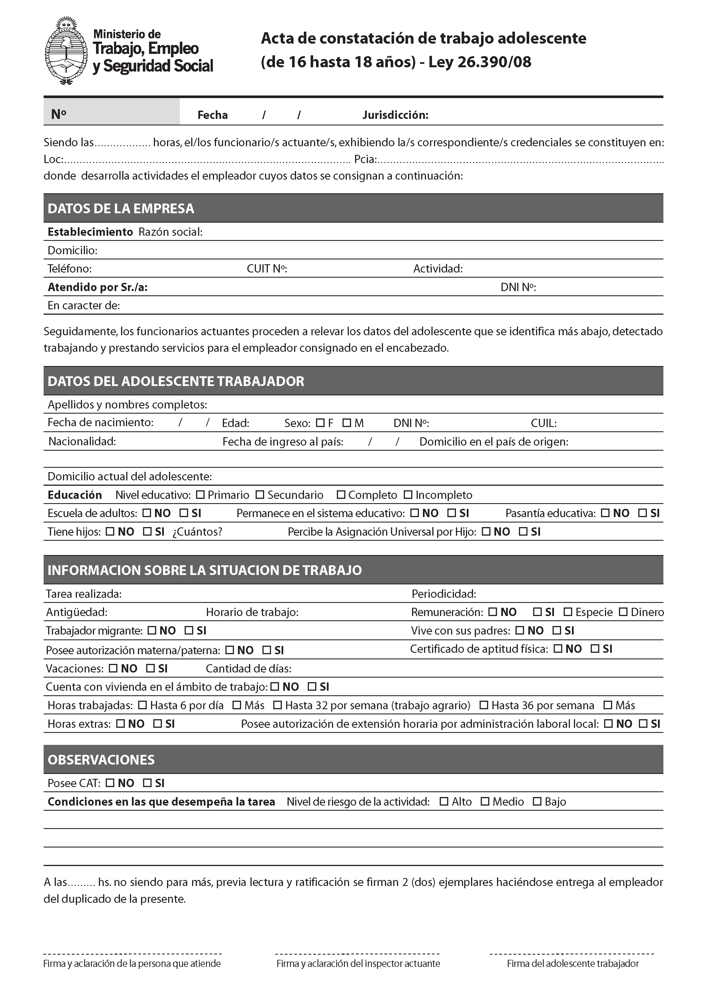 Ministerio de
Trabajo, Empleo
y Seguridad Social
Acta de constatación de trabajo adolescente
(de 16 hasta 18 años) - Ley 26.390/08
Nº Fecha / / Jurisdicción:
Siendo las.................. horas, el/los funcionario/s actuante/s, exhibiendo la/s correspondiente/s credenciales se constituyen en:
Loc:............................................................................................ Pcia:............................................................................................
donde desarrolla actividades el empleador cuyos datos se consignan a continuación:
DATOS DE LA EMPRESA
Establecimiento Razón social:
Domicilio:
Teléfono: CUIT Nº: Actividad:
Atendido por Sr./a: DNI Nº:
En caracter de:
Seguidamente, los funcionarios actuantes proceden a relevar los datos del adolescente que se identifica más abajo, detectado
trabajando y prestando servicios para el empleador consignado en el encabezado.
DATOS DEL ADOLESCENTE TRABAJADOR
Apellidos y nombres completos:
Fecha de nacimiento: / / Edad: Sexo: ☐ F ☐ M DNI Nº: CUIL:
Nacionalidad: Fecha de ingreso al país: / / Domicilio en el país de origen:
Domicilio actual del adolescente:
Educación Nivel educativo: ☐ Primario ☐ Secundario ☐ Completo ☐ Incompleto
Escuela de adultos: ☐ NO ☐ SI Permanece en el sistema educativo: ☐ NO ☐ SI Pasantía educativa: ☐ NO ☐ SI
Tiene hijos: ☐ NO ☐ SI ¿Cuántos? Percibe la Asignación Universal por Hijo: ☐ NO ☐ SI
INFORMACION SOBRE LA SITUACION DE TRABAJO
Tarea realizada: Periodicidad:
Antigüedad: Horario de trabajo: Remuneración: ☐ NO ☐ SI ☐ Especie ☐ Dinero
Trabajador migrante: ☐ NO ☐ SI Vive con sus padres: ☐ NO ☐ SI
Posee autorización materna/paterna: ☐ NO ☐ SI Certificado de aptitud física: ☐ NO ☐ SI
Vacaciones: ☐ NO ☐ SI Cantidad de días:
Cuenta con vivienda en el ámbito de trabajo: ☐ NO ☐ SI
Horas trabajadas: ☐ Hasta 6 por día ☐ Más ☐ Hasta 32 por semana (trabajo agrario) ☐ Hasta 36 por semana ☐ Más
Horas extras: ☐ NO ☐ SI Posee autorización de extensión horaria por administración laboral local: ☐ NO ☐ SI
OBSERVACIONES
Posee CAT: ☐ NO ☐ SI
Condiciones en las que desempeña la tarea Nivel de riesgo de la actividad: ☐ Alto ☐ Medio ☐ Bajo
A las......... hs. no siendo para más, previa lectura y ratificación se firman 2 (dos) ejemplares haciéndose entrega al empleador
del duplicado de la presente.
Firma y aclaración de la persona que atiende Firma y aclaración del inspector actuante Firma del adolescente trabajador